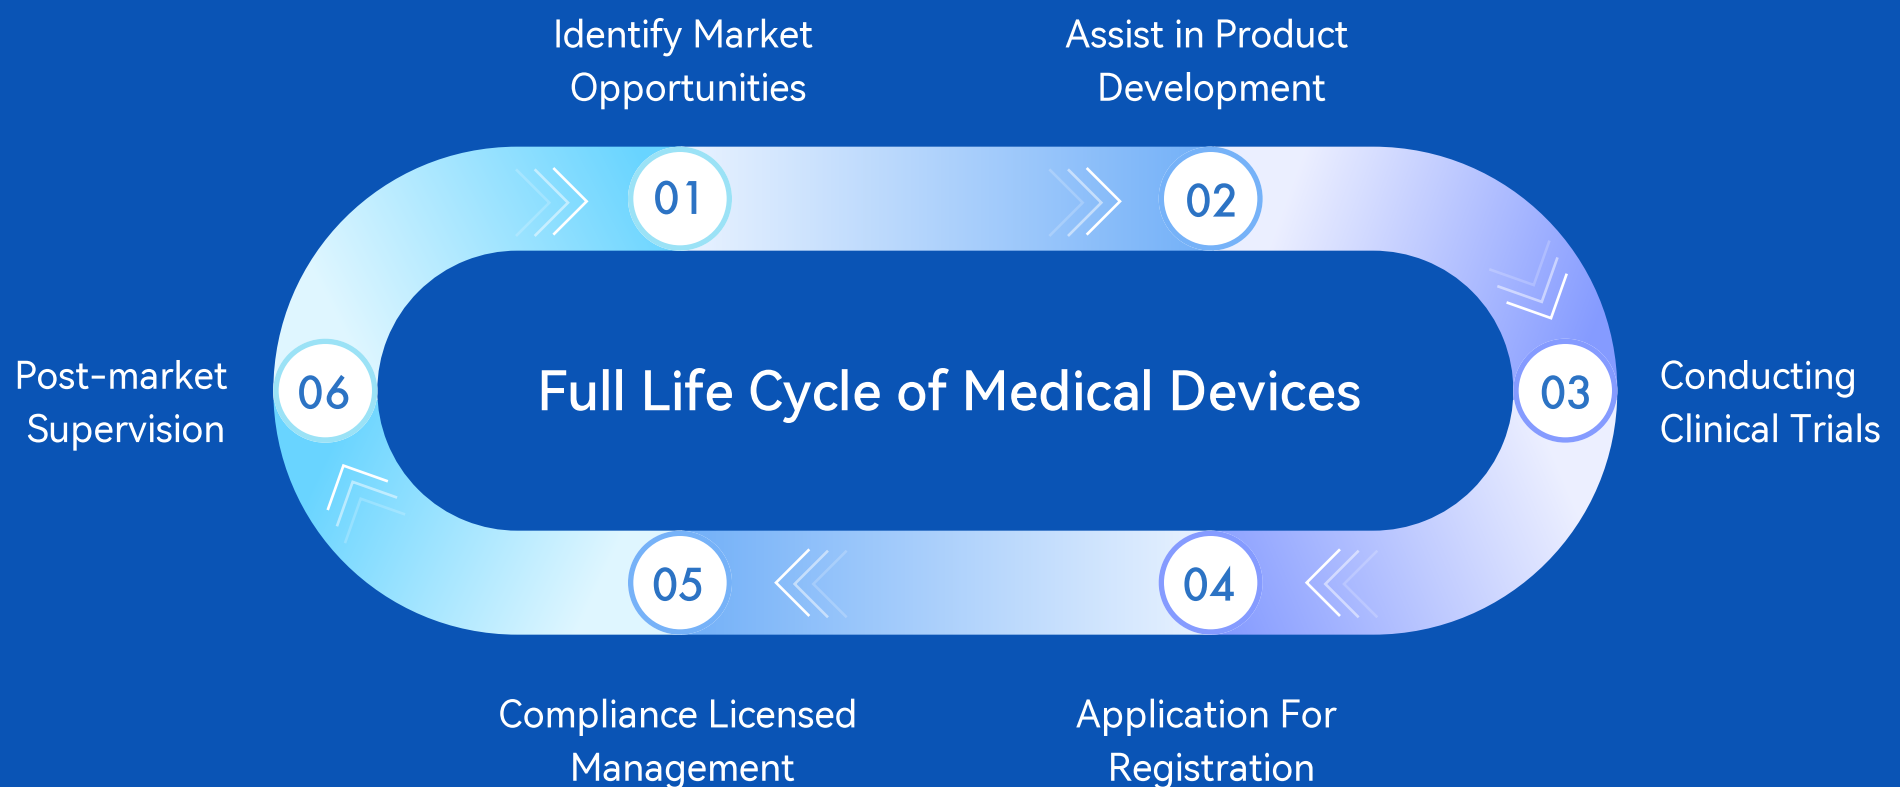 Identify Market
Opportunities
Assist in Product
Development
01
02
Post-market
Supervision
06
Full Life Cycle of Medical Devices
03
Conducting
Clinical Trials
05
04
Compliance Licensed
Management
Application For
Registration